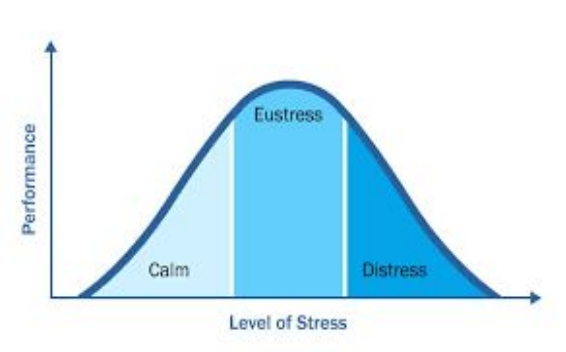 Performance
Eustress
Calm
Distress
Level of Stress